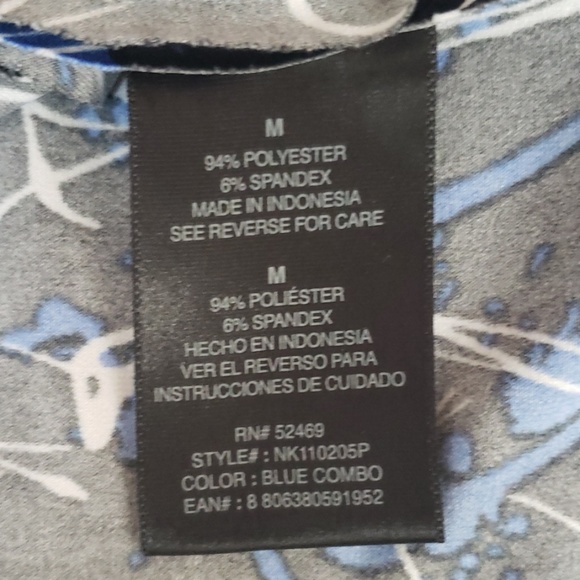 M
94% POLYESTER
6% SPANDEX
MADE IN INDONESIA
SEE REVERSE FOR CARE
M
94% POLIÉSTER
6% SPANDEX
HECHO EN INDONESIA
VER EL REVERSO PARA
INSTRUCCIONES DE CUIDADO
RN# 52469
STYLE# : NK110205P
COLOR : BLUE COMBO
EAN# : 8 806380591952